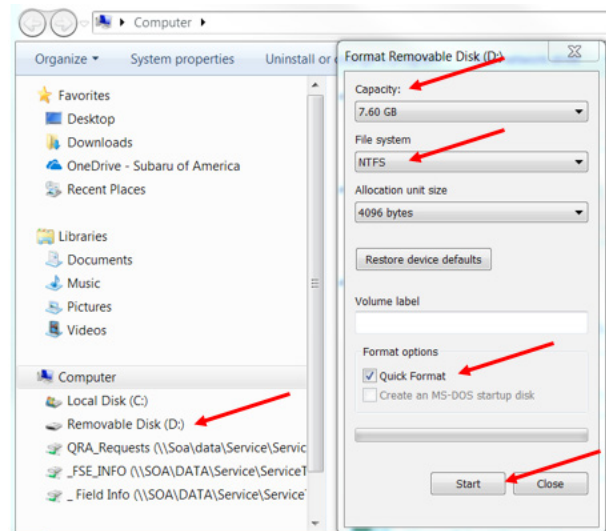 Computer
Organize
System properties
Uninstall or
Favorites
Desktop
Downloads
OneDrive - Subaru of America
Recent Places
Libraries
Documents
Music
Pictures
Videos
Computer
Local Disk (C:)
Removable Disk (D:)
QRA_Requests (\\Soa\data\Service\Servic
_FSE_INFO (\\SOA\DATA\Service\ServiceT
_ Field Info (\\SOA\DATA\Service\Service
Format Removable Disk (D:)
Capacity:
7.60 GB
File system
NTFS
Allocation unit size
4096 bytes
Restore device defaults
Volume label
Format options
Quick Format
Create an MS-DOS startup disk
Start
Close